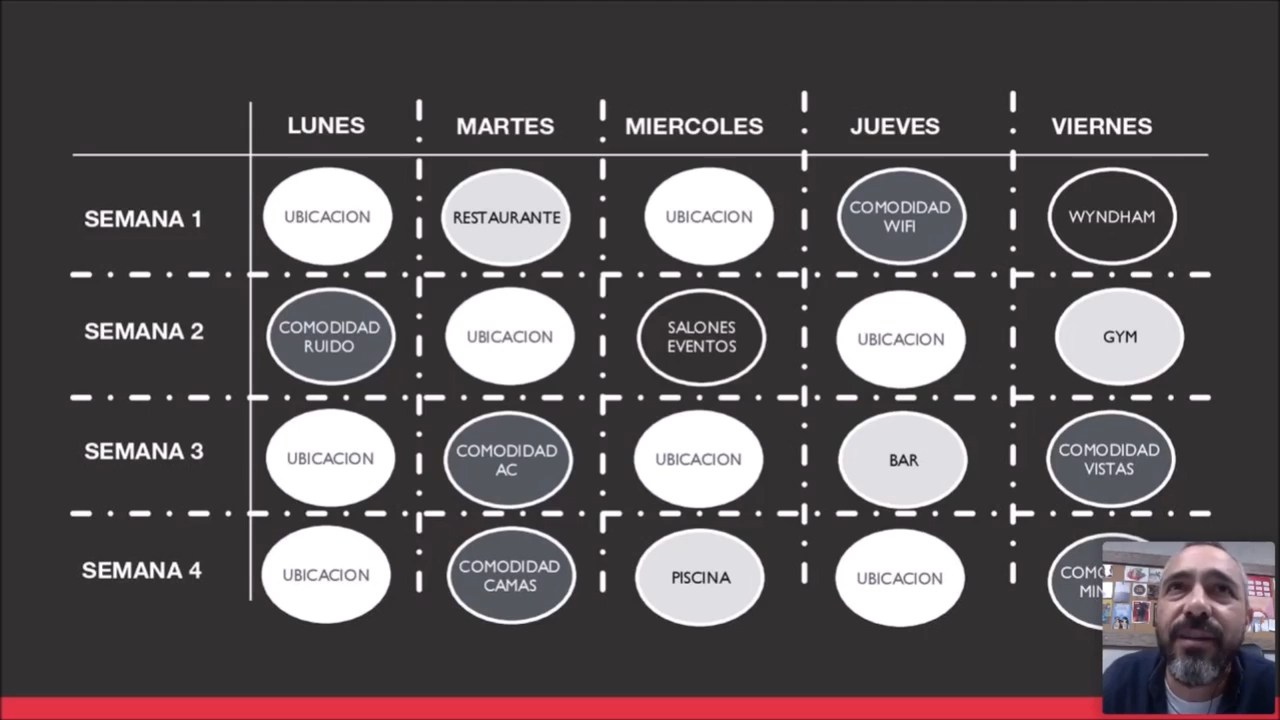 LUNES MARTES MIERCOLES JUEVES VIERNES
SEMANA 1
UBICACION
RESTAURANTE
UBICACION
COMODIDAD
WIFI
WYNDHAM
SEMANA 2
COMODIDAD
RUIDO
UBICACION
SALONES
EVENTOS
UBICACION
GYM
SEMANA 3
UBICACION
COMODIDAD
AC
UBICACION
BAR
COMODIDAD
VISTAS
SEMANA 4
UBICACION
COMODIDAD
CAMAS
PISCINA
UBICACION